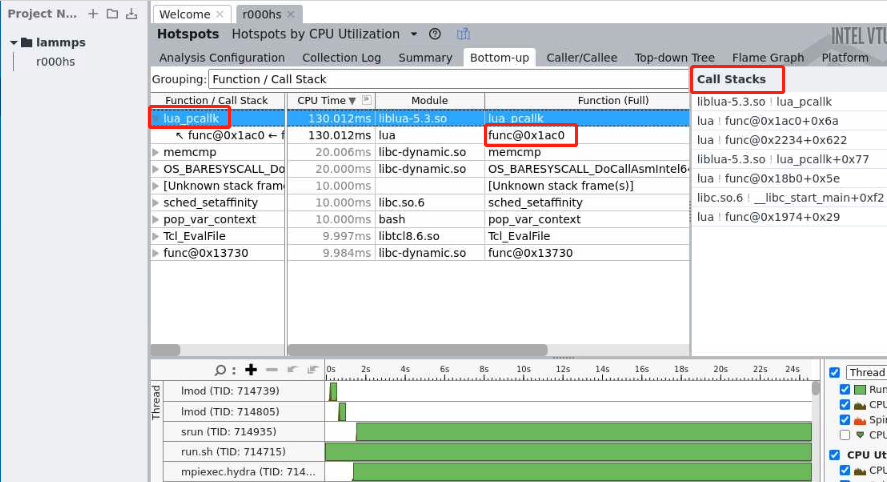 Project N...
lammps
r000hs
Welcome
r000hs
Hotspots Hotspots by CPU Utilization
INTEL VTU
Analysis Configuration Collection Log Summary Bottom-up Caller/Callee Top-down Tree Flame Graph Platform
Grouping: Function / Call Stack
Call Stacks
Function / Call Stack CPU Time Module Function (Full)
lua_pcallk 130.012ms liblua-5.3.so lua_pcallk
func@0x1ac0 ← f 130.012ms lua func@0x1ac0
memcmp 20.006ms libc-dynamic.so memcmp
OS_BARESYSCALL_DoC 20.000ms libc-dynamic.so OS_BARESYSCALL_DoCallAsmIntel64
[Unknown stack frame 10.000ms [Unknown stack frame(s)]
sched_setaffinity 10.000ms libc.so.6 sched_setaffinity
pop_var_context 10.000ms bash pop_var_context
Tcl_EvalFile 9.997ms libtcl8.6.so Tcl_EvalFile
func@0x13730 9.984ms libc-dynamic.so func@0x13730
liblua-5.3.so ! lua_pcallk
lua ! func@0x1ac0+0x6a
lua ! func@0x2234+0x622
liblua-5.3.so ! lua_pcallk+0x77
lua ! func@0x18b0+0x5e
libc.so.6 ! __libc_start_main+0xf2
lua ! func@0x1974+0x29
0s 2s 4s 6s 8s 10s 12s 14s 16s 18s 20s 22s 24s
Thread
lmod (TID: 714739)
lmod (TID: 714805)
srun (TID: 714935)
run.sh (TID: 714715)
mpiexec.hydra (TID: 714...
Thread
Run
CPU
Spi
CPU
CPU Ut
CPU